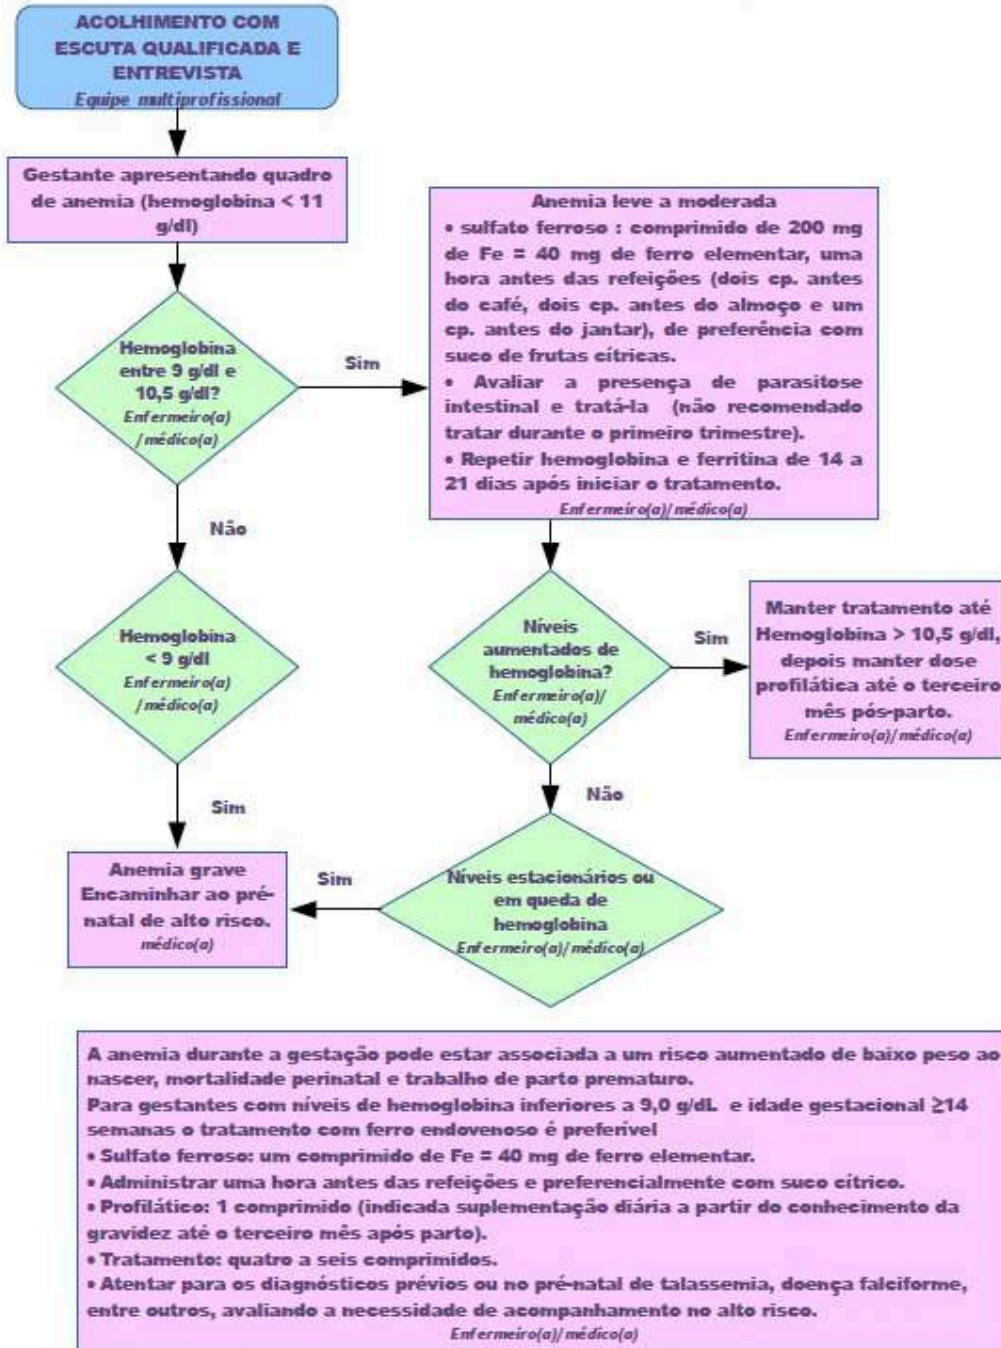 ACOLHIMENTO COM
ESCUTA QUALIFICADA E
ENTREVISTA
Equipe multiprofissional
Gestante apresentando quadro
de anemia (hemoglobina < 11
g/dl)
Hemoglobina
entre 9 g/dl e
10,5 g/dl?
Enfermeiro(a)
/médico(a)
Sim
Anemia leve a moderada
• sulfato ferroso : comprimido de 200 mg
de Fe = 40 mg de ferro elementar, uma
hora antes das refeições (dois cp. antes
do café, dois cp. antes do almoço e um
cp. antes do jantar), de preferência com
suco de frutas cítricas.
• Avaliar a presença de parasitose
intestinal e tratá-la (não recomendado
tratar durante o primeiro trimestre).
• Repetir hemoglobina e ferritina de 14 a
21 dias após iniciar o tratamento.
Enfermeiro(a)/médico(a)
Não
Hemoglobina
< 9 g/dl
Enfermeiro(a)
/médico(a)
Níveis
aumentados de
hemoglobina?
Enfermeiro(a)/
médico(a)
Sim
Manter tratamento até
Hemoglobina > 10,5 g/dl,
depois manter dose
profilática até o terceiro
mês pós-parto.
Enfermeiro(a)/médico(a)
Sim
Não
Anemia grave
Encaminhar ao pré-
natal de alto risco.
médico(a)
Sim
Níveis estacionários ou
em queda de
hemoglobina
Enfermeiro(a)/médico(a)
A anemia durante a gestação pode estar associada a um risco aumentado de baixo peso ao
nascer, mortalidade perinatal e trabalho de parto prematuro.
Para gestantes com níveis de hemoglobina inferiores a 9,0 g/dL e idade gestacional ≥14
semanas o tratamento com ferro endovenoso é preferível
• Sulfato ferroso: um comprimido de Fe = 40 mg de ferro elementar.
• Administrar uma hora antes das refeições e preferencialmente com suco cítrico.
• Profilático: 1 comprimido (indicada suplementação diária a partir do conhecimento da
gravidez até o terceiro mês após parto).
• Tratamento: quatro a seis comprimidos.
• Atentar para os diagnósticos prévios ou no pré-natal de talassemia, doença falciforme,
entre outros, avaliando a necessidade de acompanhamento no alto risco.
Enfermeiro(a)/médico(a)